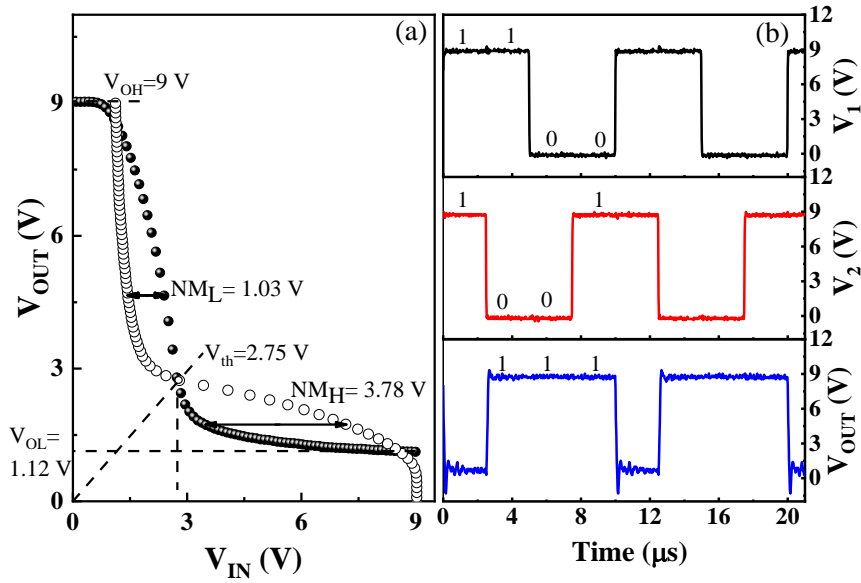 (a)
V_OH=9 V
NM_L= 1.03 V
V_th=2.75 V
NM_H= 3.78 V
V_OL=
1.12 V
9
6
3
0
V_OUT (V)
0 3 6 9
V_IN (V)
(b)
1 1
0 0
12
9
6
3
0
V_1 (V)
1 1
0 0
12
9
6
3
0
V_2 (V)
1 1 1
12
9
6
3
0
V_OUT (V)
0 4 8 12 16 20
Time (μs)